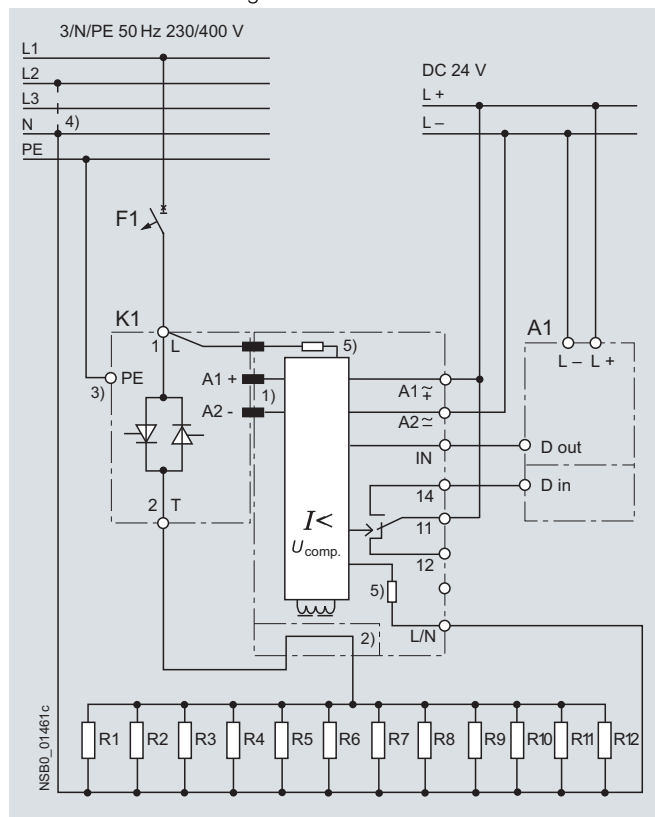 3/N/PE 50 Hz 230/400 V
L1
L2
L3
N 4)
PE
DC 24 V
L +
L –
F1
K1
1 L
5)
A1
L – L +
PE
3)
A1 +
1)
A2 -
A1 ≂ +
A2 ≂
IN
D out
D in
14
11
12
2 T
I<
U comp.
5)
2)
L/N
R1 R2 R3 R4 R5 R6 R7 R8 R9 R10 R11 R12
NSB0_01461c